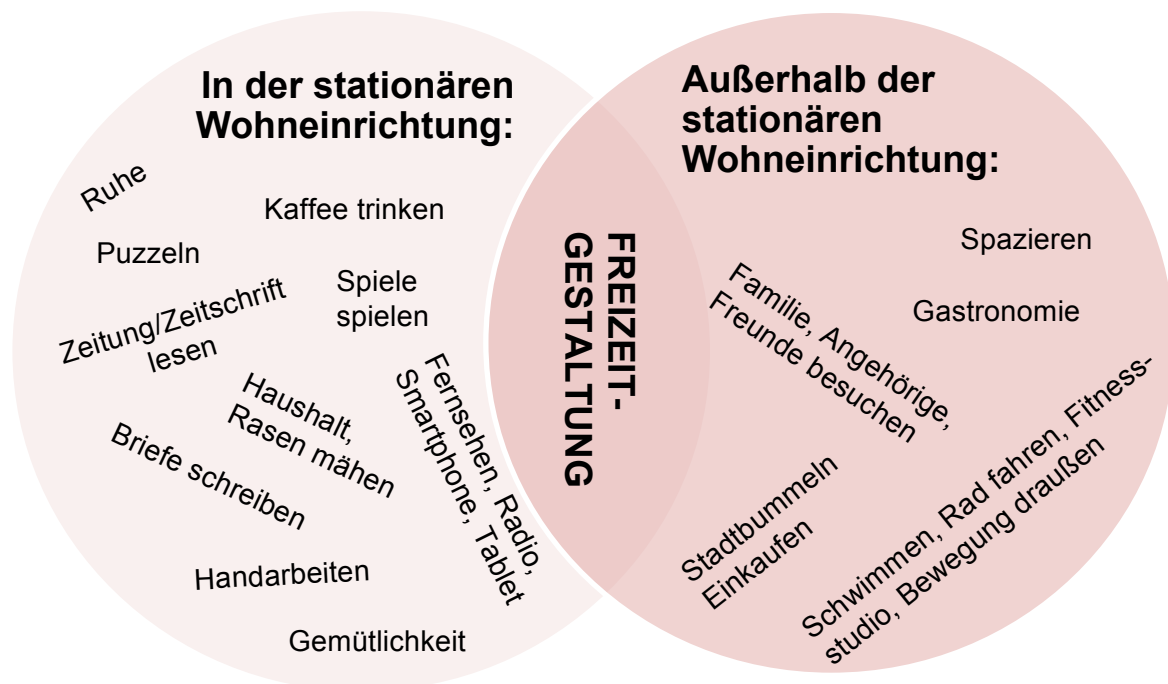 In der stationären
Wohneinrichtung:
Ruhe
Kaffee trinken
Puzzeln
Spiele
spielen
Zeitung/Zeitschrift
lesen
Haushalt,
Rasen mähen
Fernsehen, Radio,
Smartphone, Tablet
Briefe schreiben
Handarbeiten
Gemütlichkeit
FREIZEIT-
GESTALTUNG
Außerhalb der
stationären
Wohneinrichtung:
Spazieren
Familie, Angehörige,
Freunde besuchen
Gastronomie
Stadtbummeln
Einkaufen
Schwimmen, Rad fahren, Fitness-
studio, Bewegung draußen